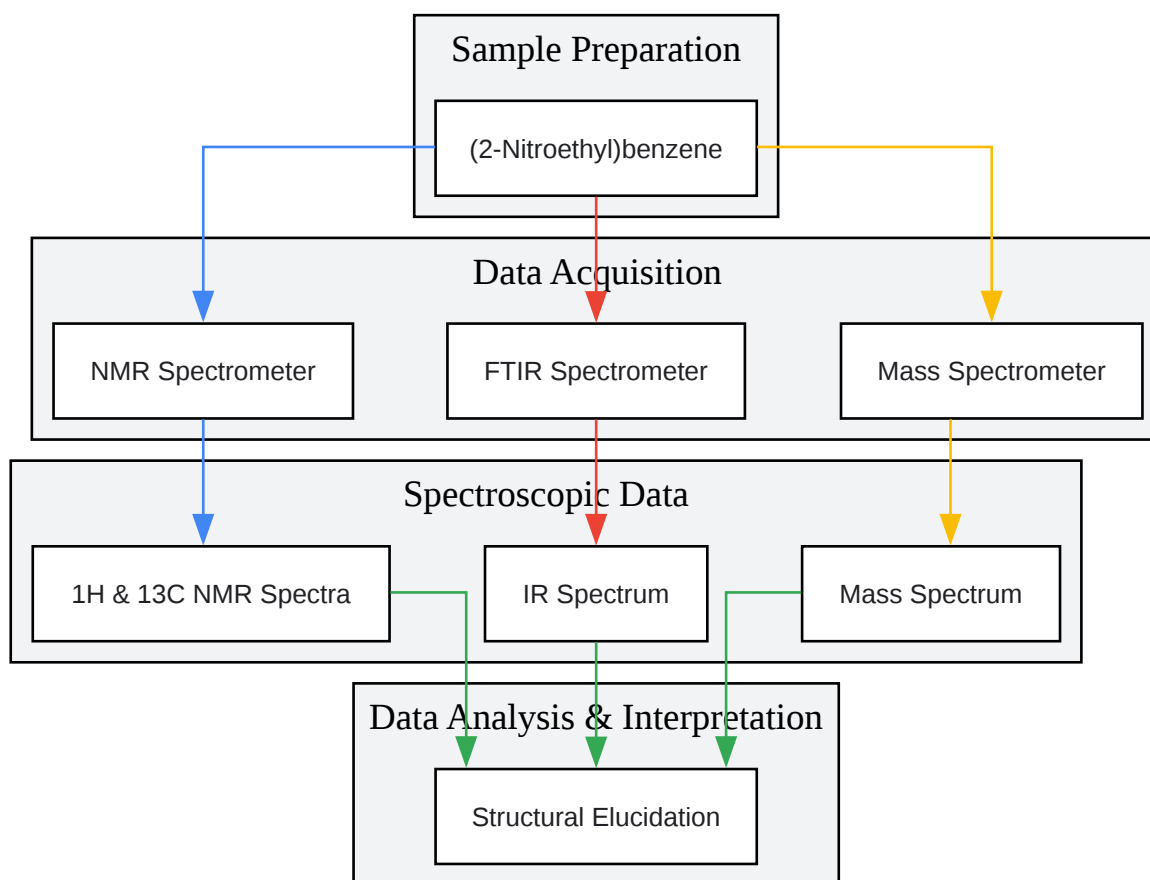 Sample Preparation
(2-Nitroethyl)benzene
Data Acquisition
NMR Spectrometer
FTIR Spectrometer
Mass Spectrometer
Spectroscopic Data
1H & 13C NMR Spectra
IR Spectrum
Mass Spectrum
Data Analysis & Interpretation
Structural Elucidation